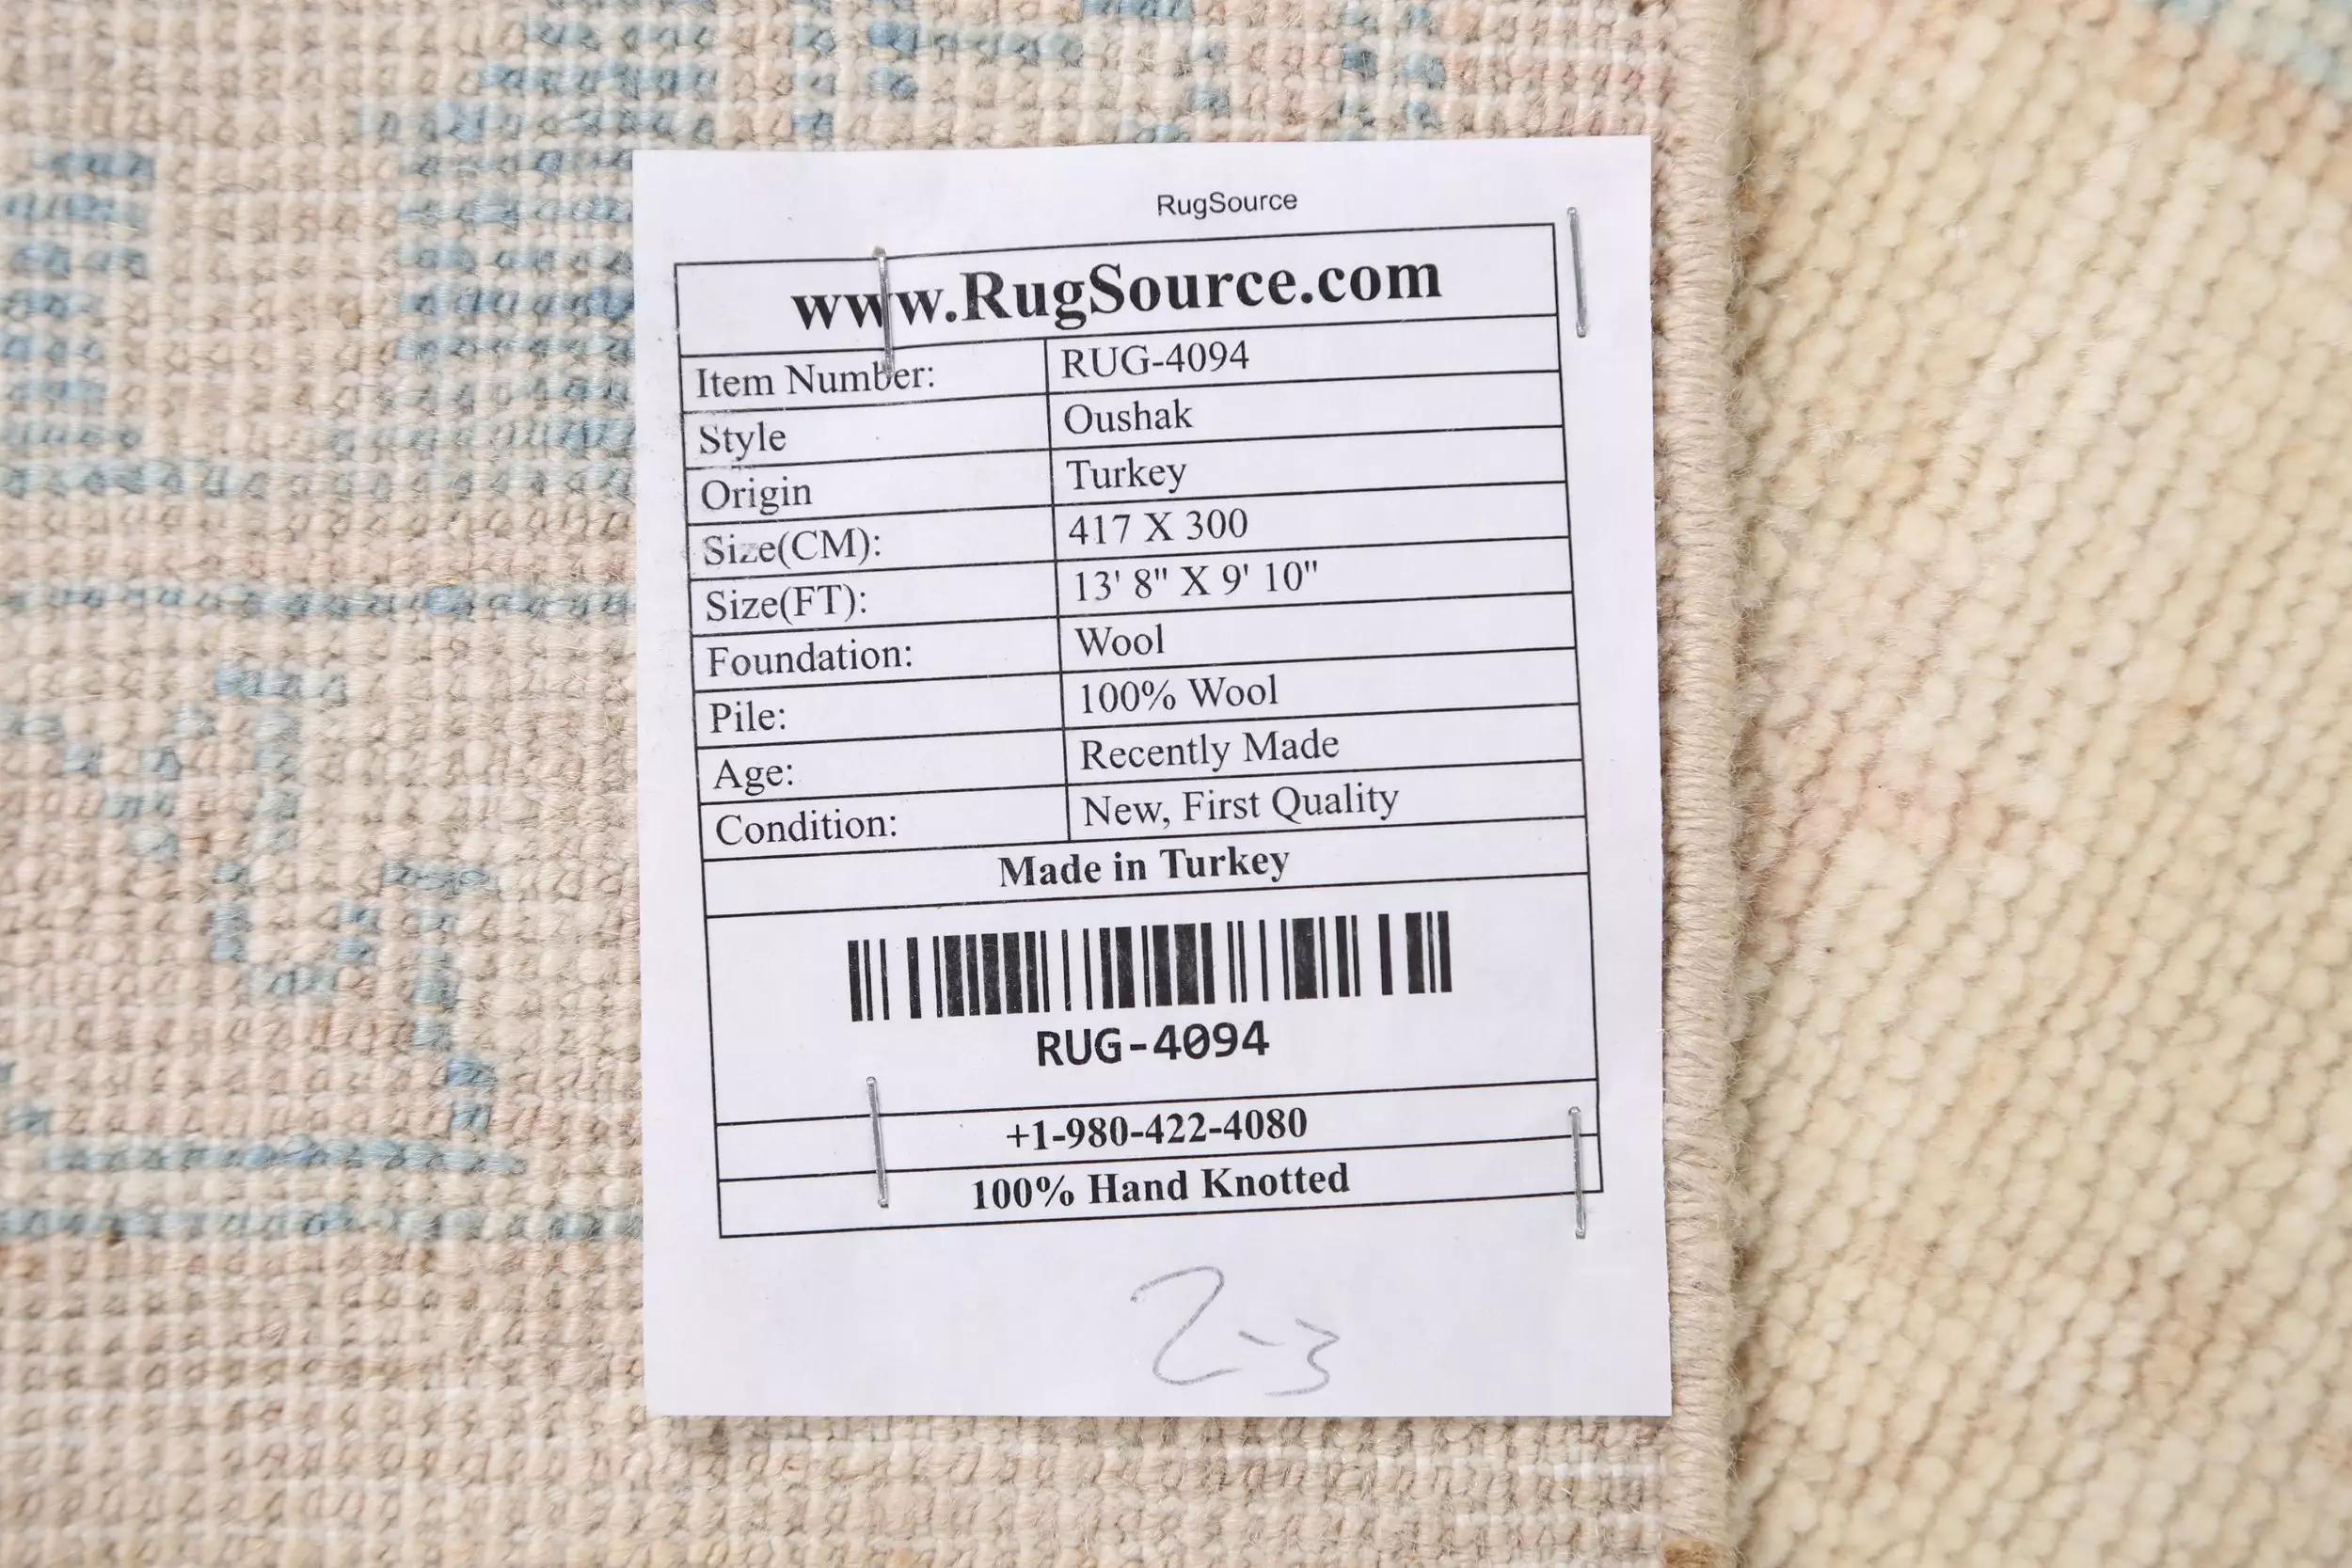 RugSource
www.RugSource.com
Item Number: RUG-4094
Style Oushak
Origin Turkey
Size(CM): 417 X 300
Size(FT): 13' 8" X 9' 10"
Foundation: Wool
Pile: 100% Wool
Age: Recently Made
Condition: New, First Quality
Made in Turkey
RUG-4094
+1-980-422-4080
100% Hand Knotted
2-3